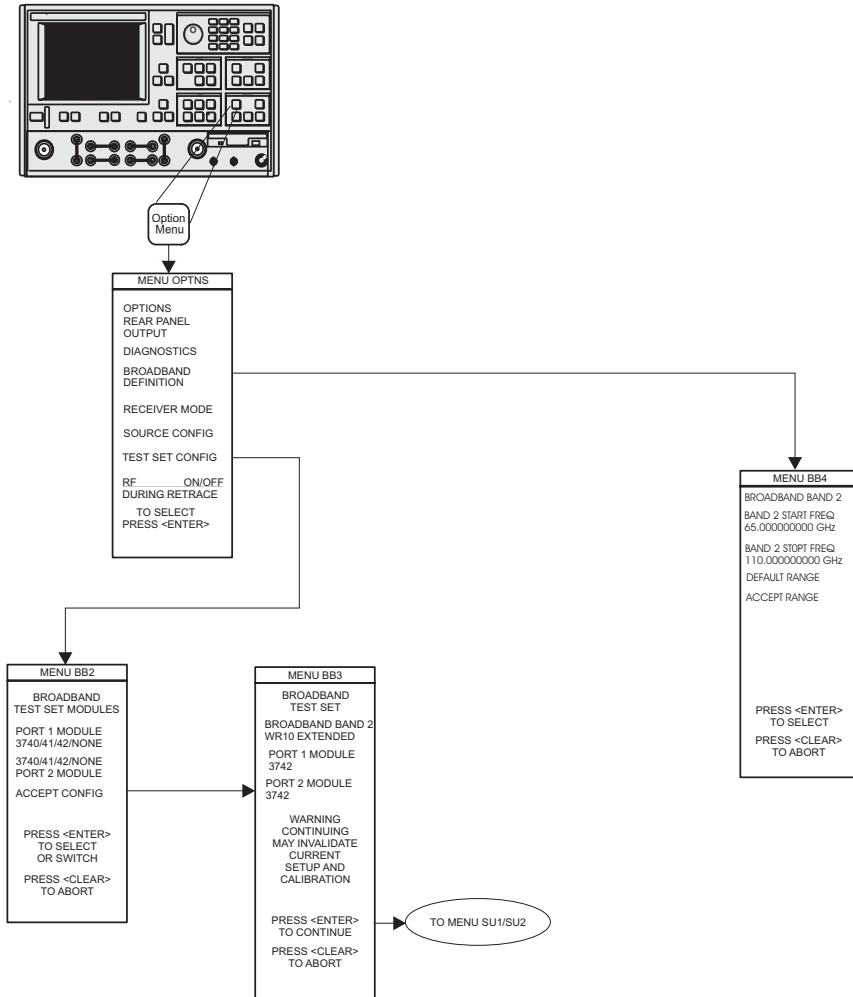 Option
Menu
MENU OPTNS
OPTIONS
REAR PANEL
OUTPUT
DIAGNOSTICS
BROADBAND
DEFINITION
RECEIVER MODE
SOURCE CONFIG
TEST SET CONFIG
RF ON/OFF
DURING RETRACE
TO SELECT
PRESS <ENTER>
MENU BB4
BROADBAND BAND 2
BAND 2 START FREQ
65.000000000 GHz
BAND 2 STOPT FREQ
110.000000000 GHz
DEFAULT RANGE
ACCEPT RANGE
PRESS <ENTER>
TO SELECT
PRESS <CLEAR>
TO ABORT
MENU BB2
BROADBAND
TEST SET MODULES
PORT 1 MODULE
3740/41/42/NONE
3740/41/42/NONE
PORT 2 MODULE
ACCEPT CONFIG
PRESS <ENTER>
TO SELECT
OR SWITCH
PRESS <CLEAR>
TO ABORT
MENU BB3
BROADBAND
TEST SET
BROADBAND BAND 2
WR10 EXTENDED
PORT 1 MODULE
3742
PORT 2 MODULE
3742
WARNING
CONTINUING
MAY INVALIDATE
CURRENT
SETUP AND
CALIBRATION
PRESS <ENTER>
TO CONTINUE
PRESS <CLEAR>
TO ABORT
TO MENU SU1/SU2